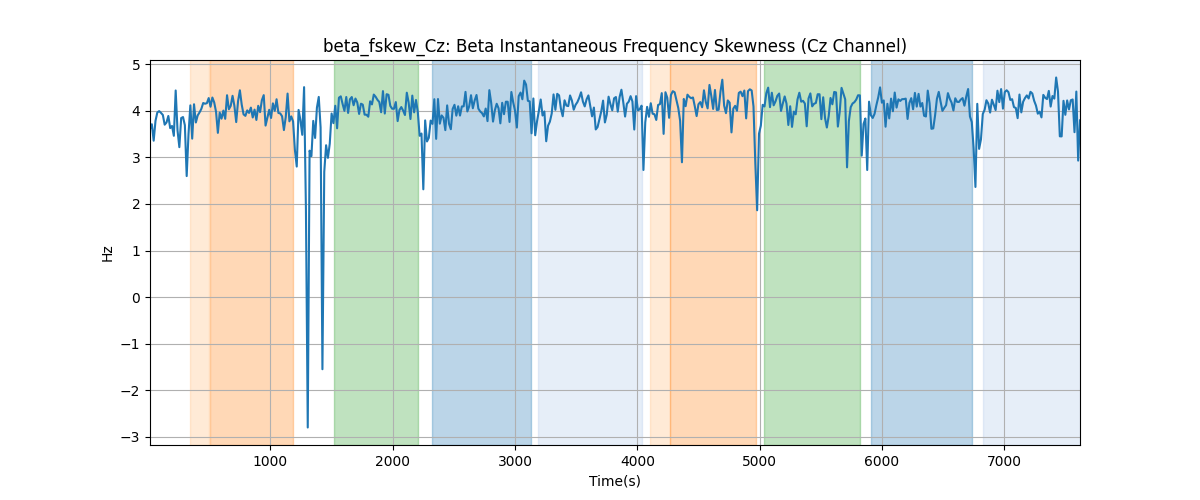 beta_fskew_Cz: Beta Instantaneous Frequency Skewness (Cz Channel)
5
4
3
2
1
0
−1
−2
−3
Hz
1000 2000 3000 4000 5000 6000 7000
Time(s)